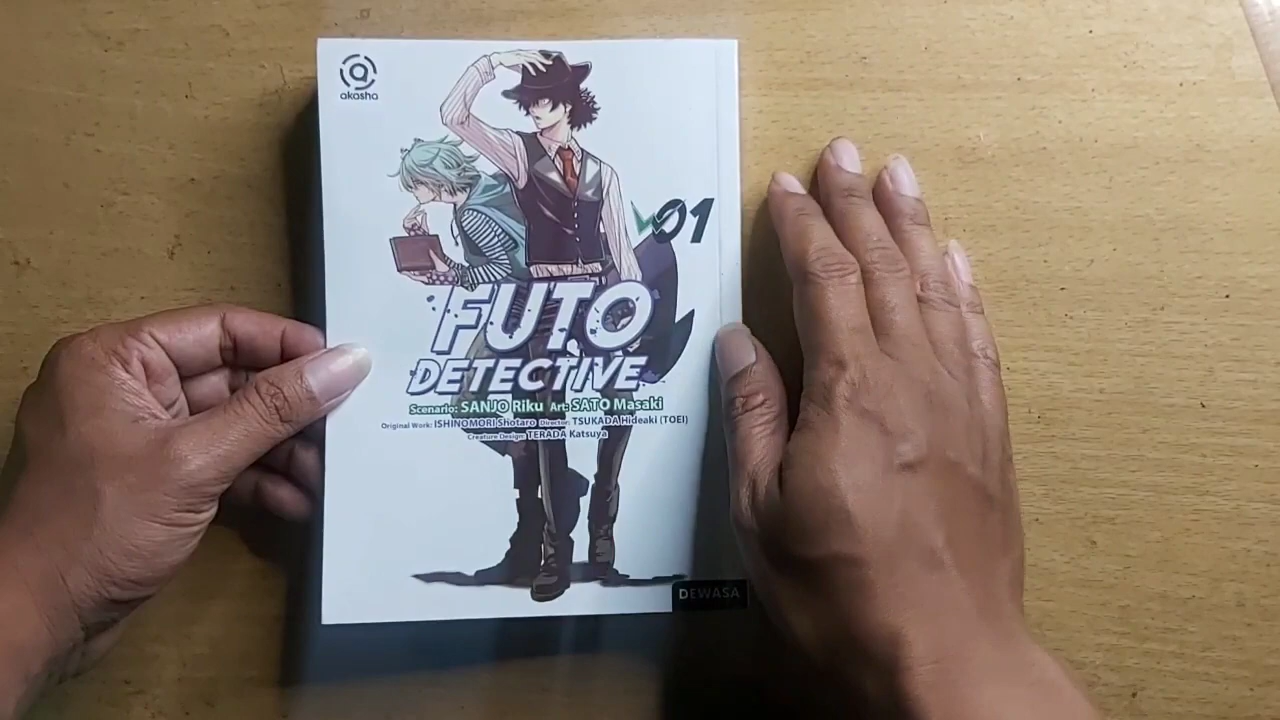 akasha
01
FUTO
DETECTIVE
Scenario: SANJO Riku Art: SATO Masaki
Original Work: ISHINOMORI Shotaro Director: TSUKADA Hideaki (TOEI)
Creature Design: TERADA Katsuya
DEWASA